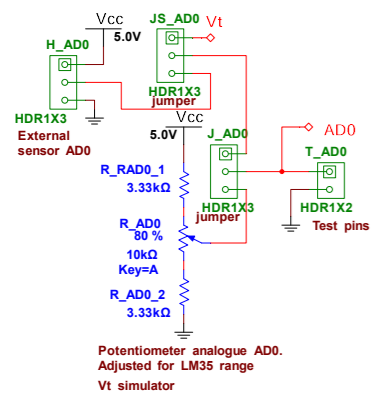 Vcc
5.0V
H_AD0
HDR1X3
External
sensor AD0
JS_AD0
Vt
HDR1X3
jumper
Vcc
5.0V
J_AD0
HDR1X3
jumper
AD0
T_AD0
HDR1X2
Test pins
R_RAD0_1
3.33kΩ
R_AD0
80 %
10kΩ
Key=A
R_AD0_2
3.33kΩ
Potentiometer analogue AD0.
Adjusted for LM35 range
Vt simulator